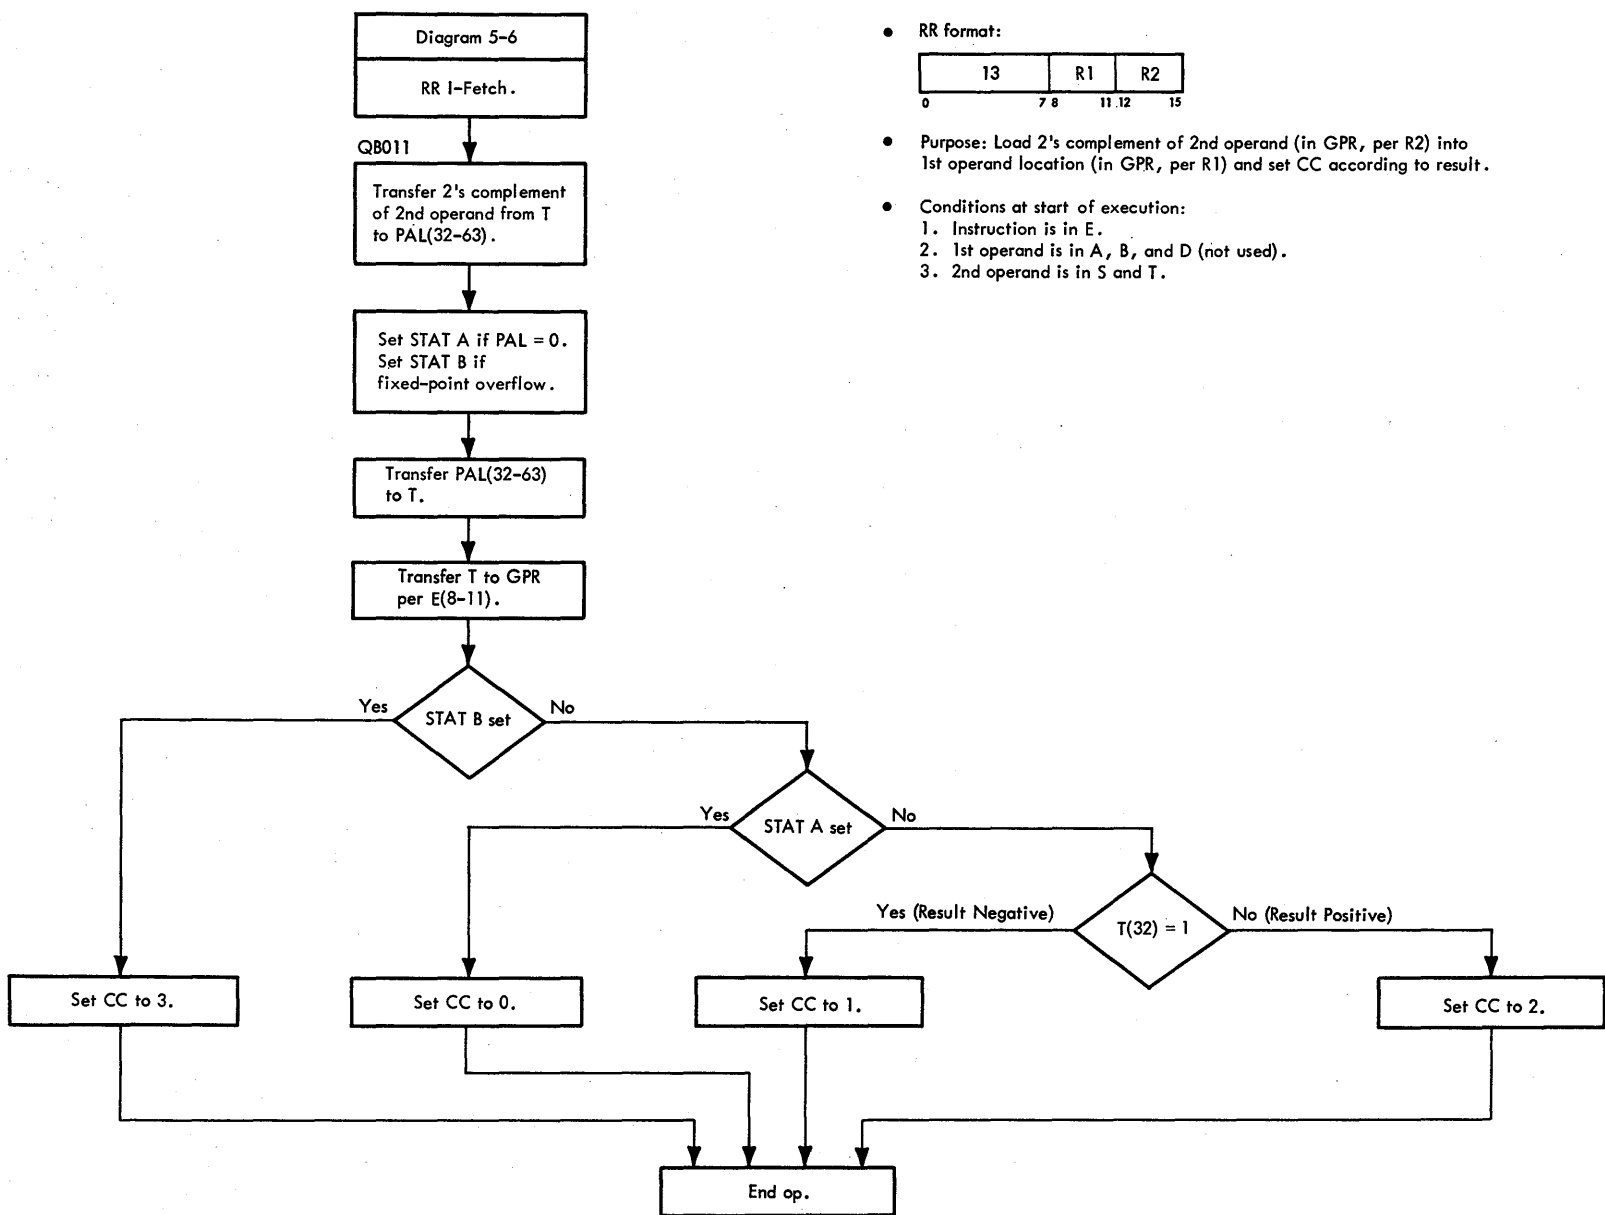 Diagram 5-6
RR I-Fetch.
QB011
Transfer 2's complement
of 2nd operand from T
to PAL(32-63).
Set STAT A if PAL = 0.
Set STAT B if
fixed-point overflow.
Transfer PAL(32-63)
to T.
Transfer T to GPR
per E(8-11).
• RR format:
13 R1 R2
0 7 8 11 12 15
• Purpose: Load 2's complement of 2nd operand (in GPR, per R2) into
1st operand location (in GPR, per R1) and set CC according to result.
• Conditions at start of execution:
1. Instruction is in E.
2. 1st operand is in A, B, and D (not used).
3. 2nd operand is in S and T.
Yes STAT B set No
Yes STAT A set No
Yes (Result Negative) T(32) = 1 No (Result Positive)
Set CC to 3. Set CC to 0. Set CC to 1. Set CC to 2.
End op.